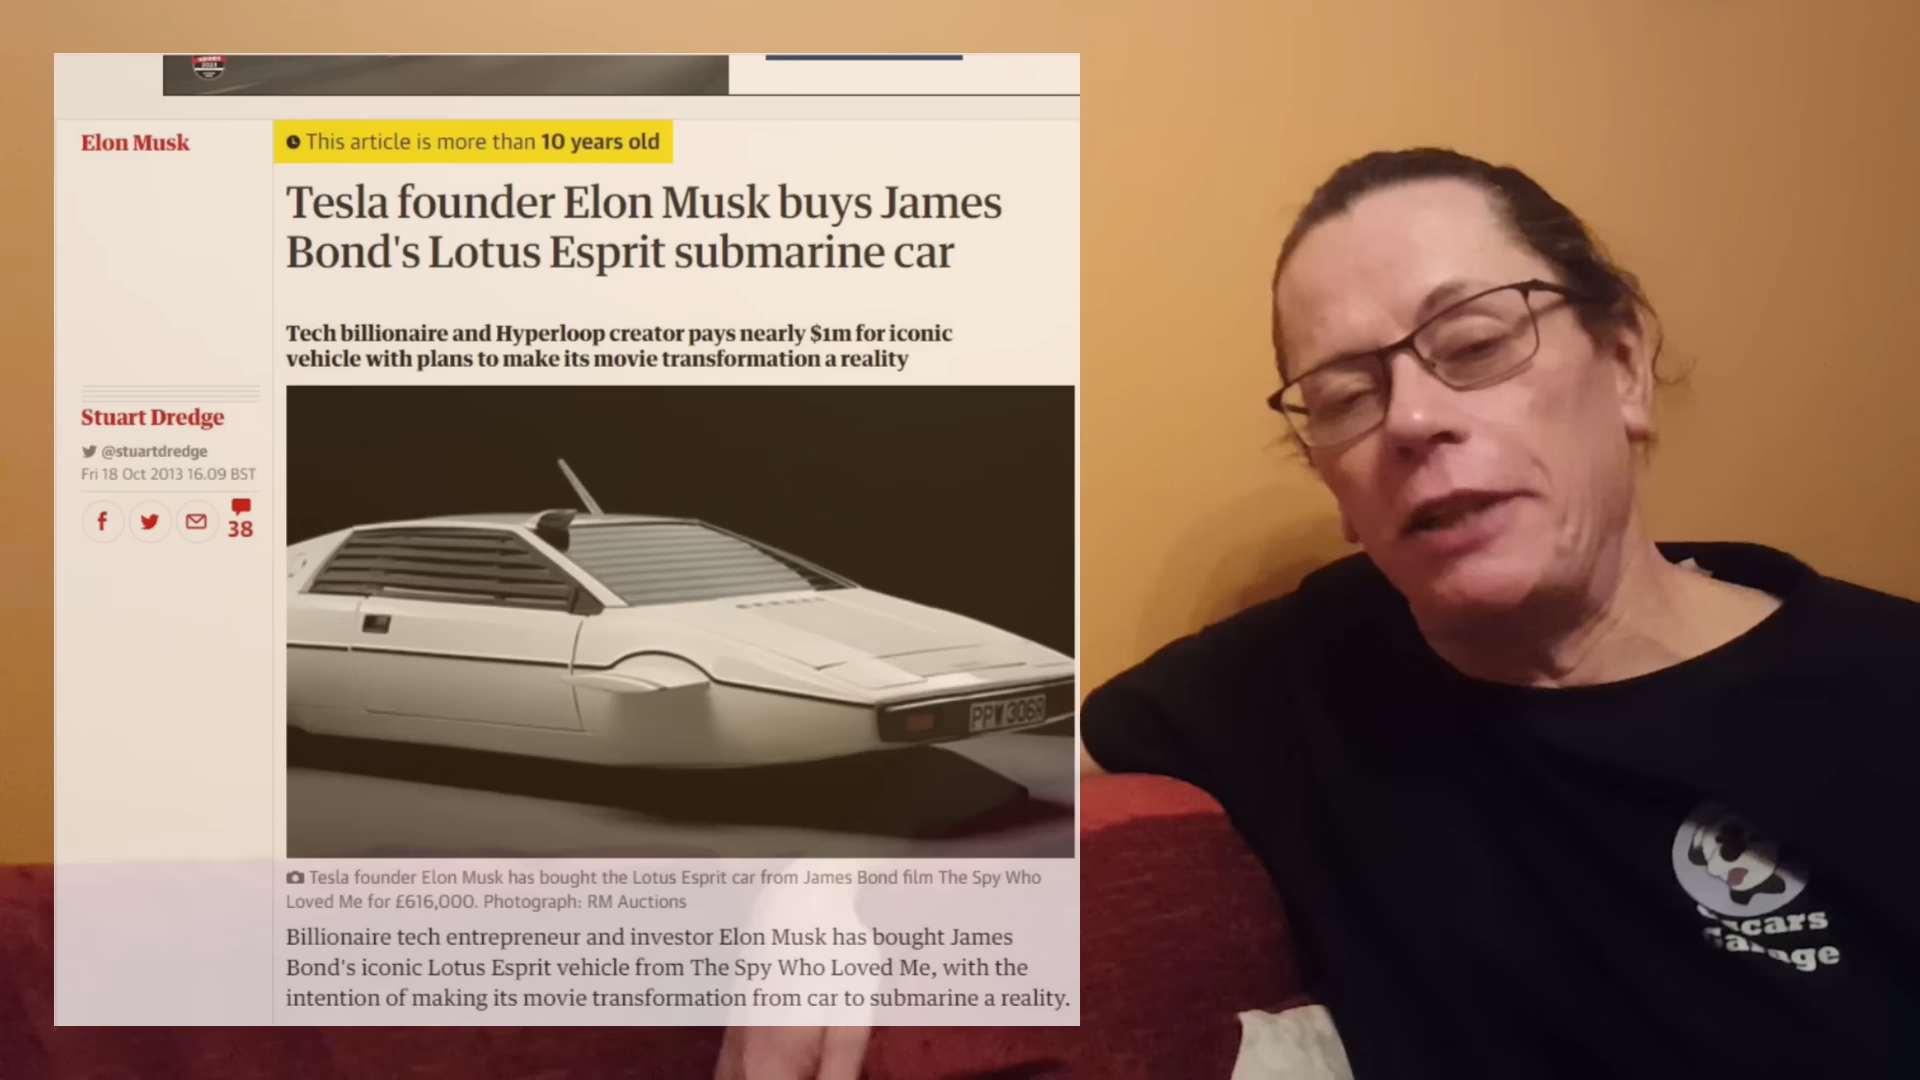 Elon Musk
This article is more than 10 years old
Tesla founder Elon Musk buys James
Bond's Lotus Esprit submarine car
Tech billionaire and Hyperloop creator pays nearly $1m for iconic
vehicle with plans to make its movie transformation a reality
Stuart Dredge
@stuartdredge
Fri 18 Oct 2013 16.09 BST
38
PPW 306R
Tesla founder Elon Musk has bought the Lotus Esprit car from James Bond film The Spy Who
Loved Me for £616,000. Photograph: RM Auctions
Billionaire tech entrepreneur and investor Elon Musk has bought James
Bond's iconic Lotus Esprit vehicle from The Spy Who Loved Me, with the
intention of making its movie transformation from car to submarine a reality.